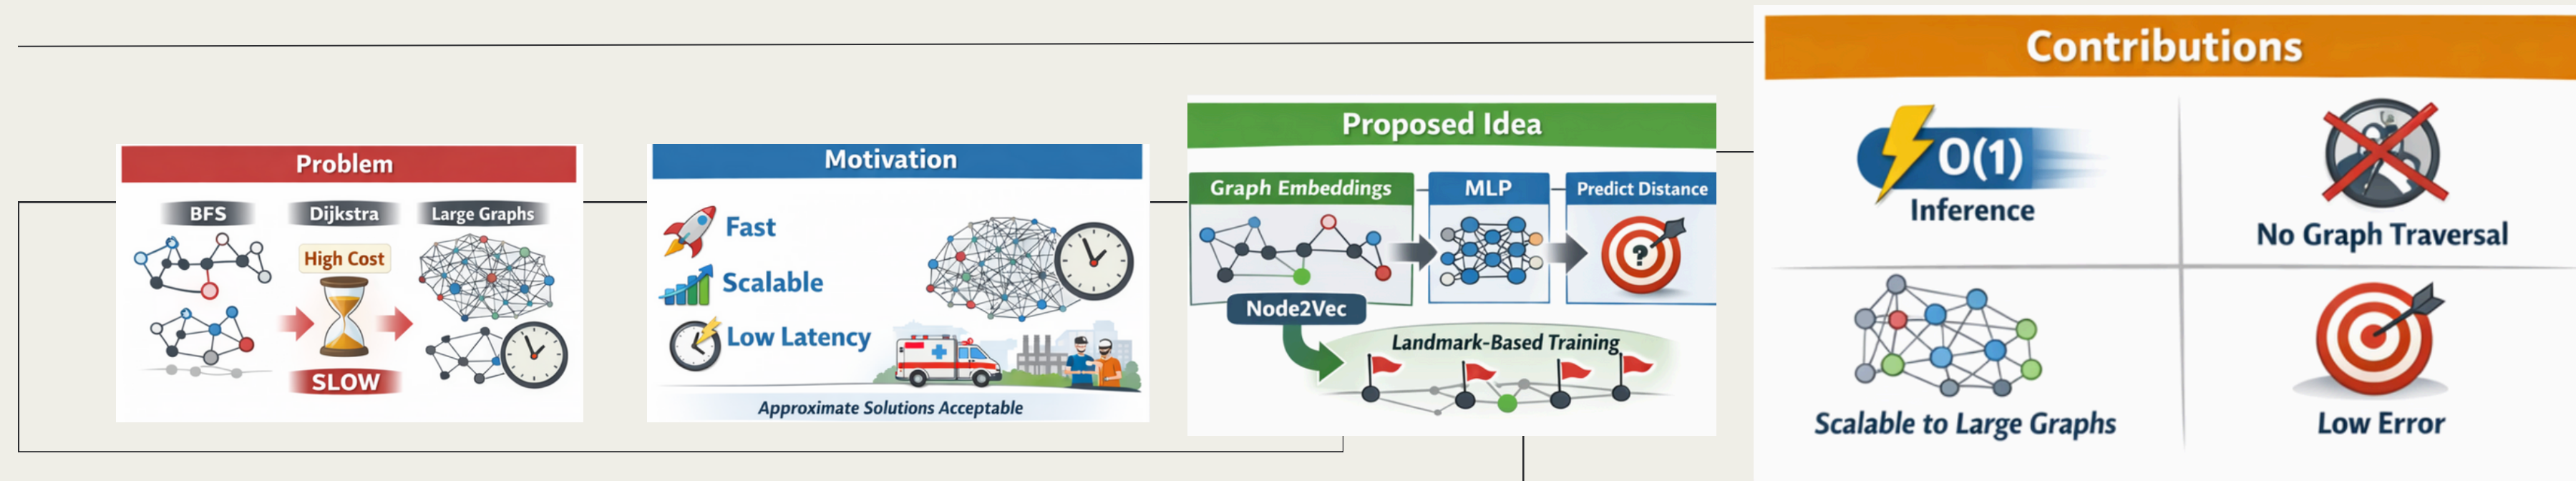 Problem
BFS
Dijkstra
Large Graphs
High Cost
SLOW
Motivation
Fast
Scalable
Low Latency
Approximate Solutions Acceptable
Proposed Idea
Graph Embeddings
MLP
Predict Distance
?
Node2Vec
Landmark-Based Training
Contributions
O(1)
Inference
No Graph Traversal
Scalable to Large Graphs
Low Error